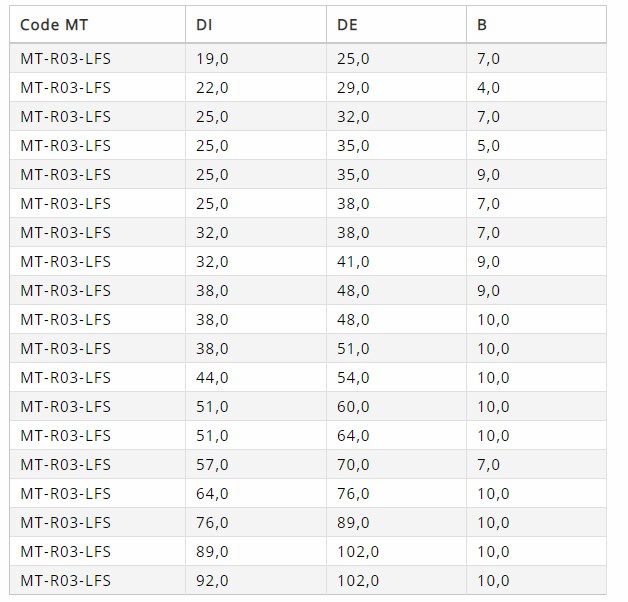 Code MT DI DE B
MT-R03-LFS 19,0 25,0 7,0
MT-R03-LFS 22,0 29,0 4,0
MT-R03-LFS 25,0 32,0 7,0
MT-R03-LFS 25,0 35,0 5,0
MT-R03-LFS 25,0 35,0 9,0
MT-R03-LFS 25,0 38,0 7,0
MT-R03-LFS 32,0 38,0 7,0
MT-R03-LFS 32,0 41,0 9,0
MT-R03-LFS 38,0 48,0 9,0
MT-R03-LFS 38,0 48,0 10,0
MT-R03-LFS 38,0 51,0 10,0
MT-R03-LFS 44,0 54,0 10,0
MT-R03-LFS 51,0 60,0 10,0
MT-R03-LFS 51,0 64,0 10,0
MT-R03-LFS 57,0 70,0 7,0
MT-R03-LFS 64,0 76,0 10,0
MT-R03-LFS 76,0 89,0 10,0
MT-R03-LFS 89,0 102,0 10,0
MT-R03-LFS 92,0 102,0 10,0